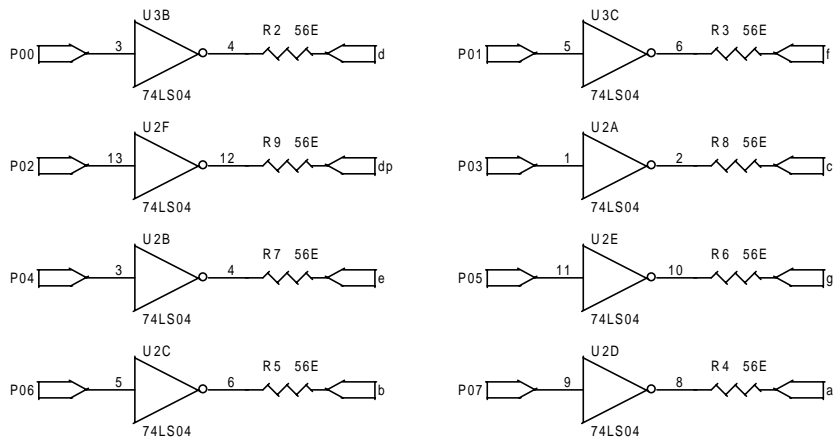 U3B U3C
P00 3 4 R2 56E d P01 5 6 R3 56E f
74LS04 74LS04
U2F U2A
P02 13 12 R9 56E dp P03 1 2 R8 56E c
74LS04 74LS04
U2B U2E
P04 3 4 R7 56E e P05 11 10 R6 56E g
74LS04 74LS04
U2C U2D
P06 5 6 R5 56E b P07 9 8 R4 56E a
74LS04 74LS04